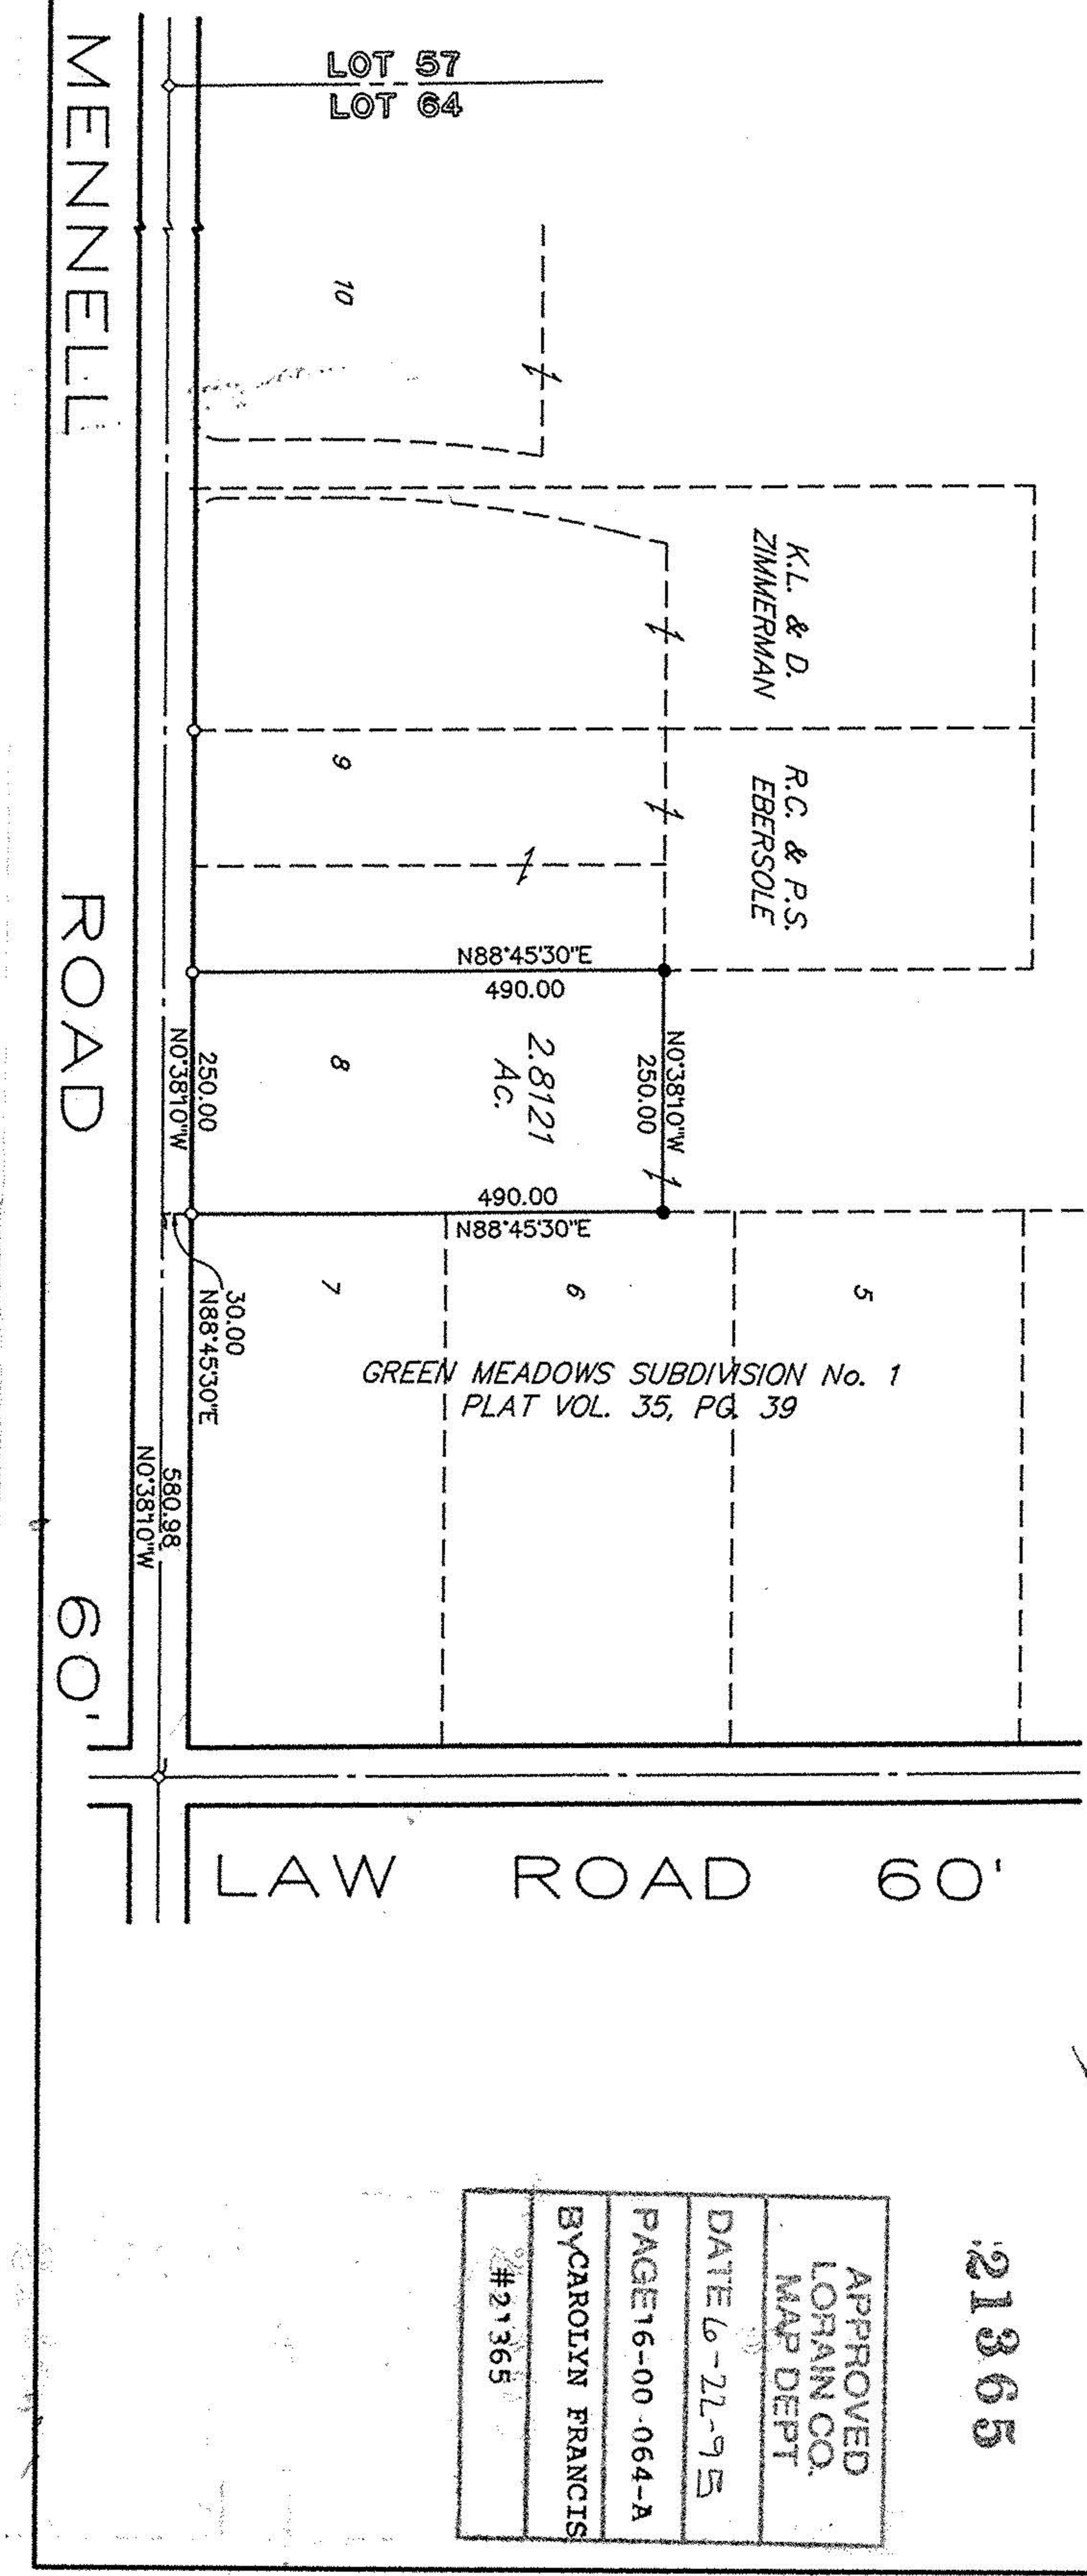 LOT 57
LOT 64
MENNELL ROAD 60'
10
K.L. & D.
ZIMMERMAN
R.C. & P.S.
EBERSOLE
9
N88°45'30"E
490.00
N0°38'10"W
250.00
2.8121
Ac.
8
250.00
N0°38'10"W
490.00
N88°45'30"E
30.00
N88°45'30"E
7
6
5
GREEN MEADOWS SUBDIVISION No. 1
PLAT VOL. 35, PG. 39
580.98
N0°38'10"W
LAW ROAD 60'
21365
APPROVED
LORAIN CO.
MAP DEPT
DATE 6-22-95
PAGE 16-00-064-A
BY CAROLYN FRANCIS
#21365